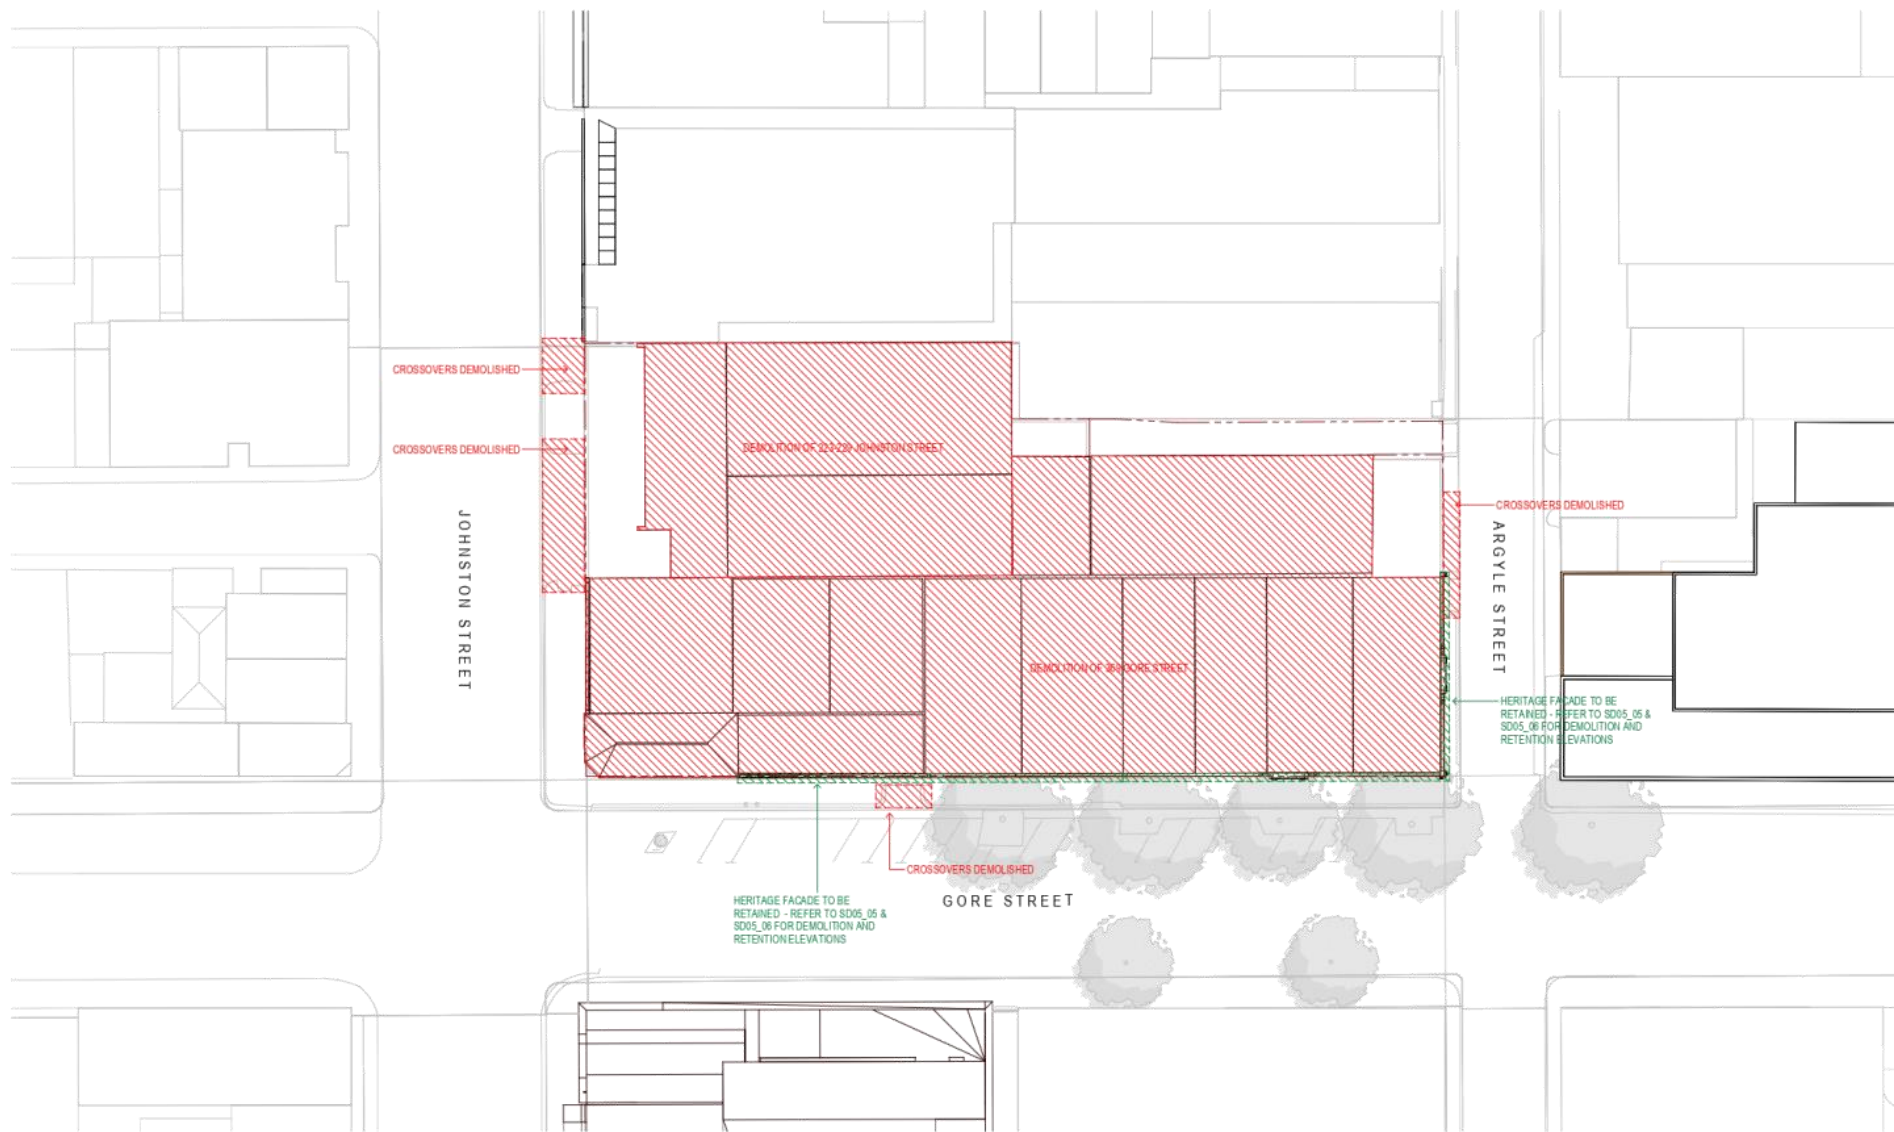 CROSSOVERS DEMOLISHED
CROSSOVERS DEMOLISHED
DEMOLITION OF 223-229 JOHNSTON STREET
CROSSOVERS DEMOLISHED
JOHNSTON STREET
ARGYLE STREET
DEMOLITION OF 368 GORE STREET
HERITAGE FACADE TO BE
RETAINED - REFER TO SD05_05 &
SD05_06 FOR DEMOLITION AND
RETENTION ELEVATIONS
CROSSOVERS DEMOLISHED
HERITAGE FACADE TO BE
RETAINED - REFER TO SD05_05 &
SD05_06 FOR DEMOLITION AND
RETENTION ELEVATIONS
GORE STREET